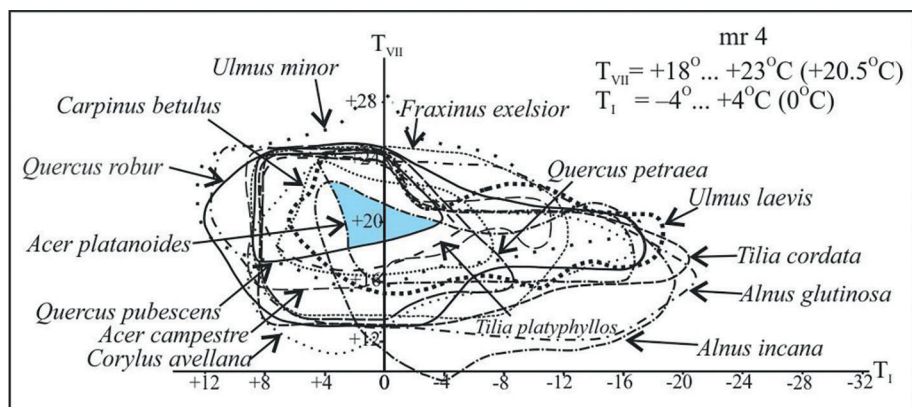 mr 4
T_VII
T_VII= +18°... +23°C (+20.5°C)
T_I = –4°... +4°C (0°C)
Ulmus minor
+28
Carpinus betulus
Fraxinus exelsior
Quercus robur
Quercus petraea
Ulmus laevis
+20
Acer platanoides
Tilia cordata
Quercus pubescens
Alnus glutinosa
Acer campestre
Tilia platyphyllos
Corylus avellana
+12
Alnus incana
T_I
+12 +8 +4 0 -4 -8 -12 -16 -20 -24 -28 -32